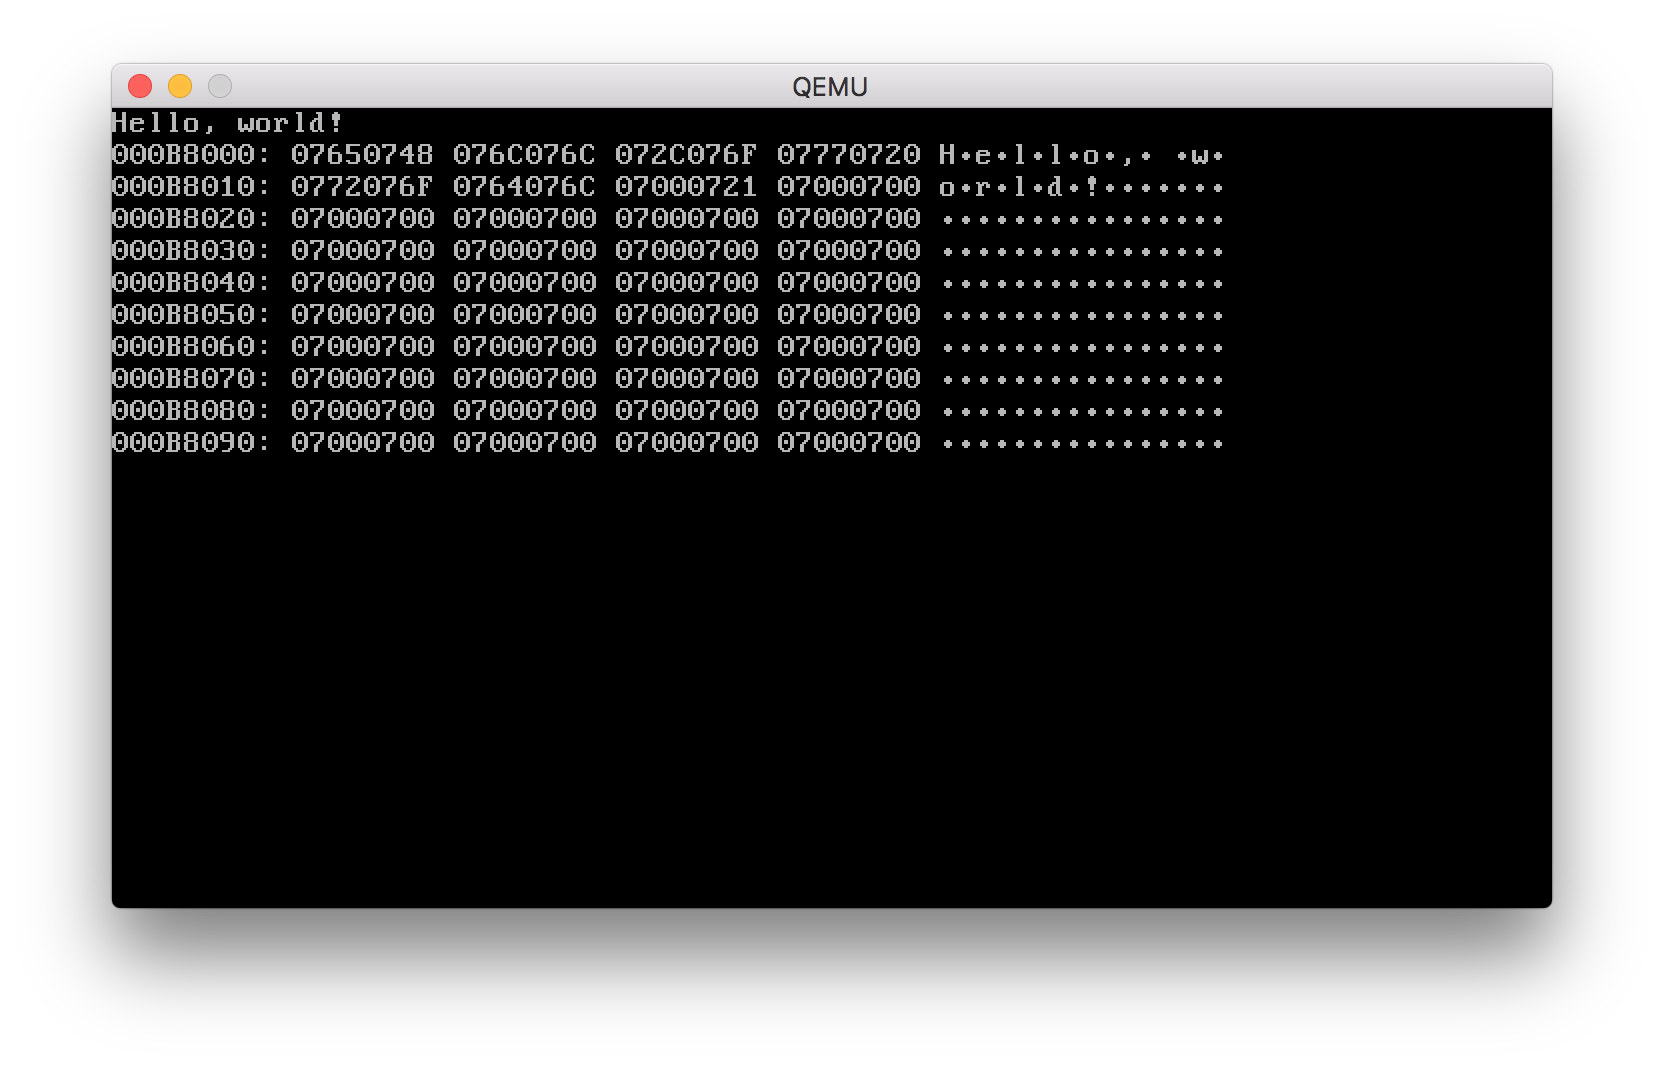 QEMU
Hello, world!
000B8000: 07650748 076C076C 072C076F 07770720 H•e•l•l•o•,• •w•
000B8010: 0772076F 0764076C 07000721 07000700 o•r•l•d•!•••••••
000B8020: 07000700 07000700 07000700 07000700 ••••••••••••••••
000B8030: 07000700 07000700 07000700 07000700 ••••••••••••••••
000B8040: 07000700 07000700 07000700 07000700 ••••••••••••••••
000B8050: 07000700 07000700 07000700 07000700 ••••••••••••••••
000B8060: 07000700 07000700 07000700 07000700 ••••••••••••••••
000B8070: 07000700 07000700 07000700 07000700 ••••••••••••••••
000B8080: 07000700 07000700 07000700 07000700 ••••••••••••••••
000B8090: 07000700 07000700 07000700 07000700 ••••••••••••••••